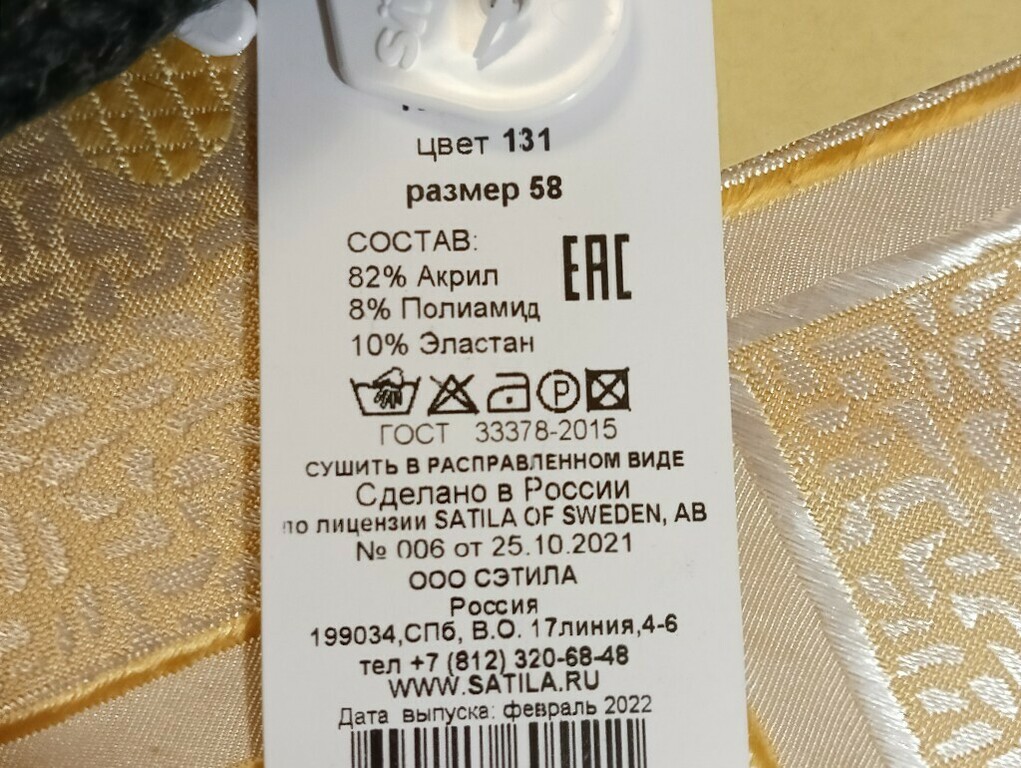 цвет 131
размер 58
СОСТАВ:
82% Акрил
EAC
8% Полиамид
10% Эластан
P
ГОСТ 33378-2015
СУШИТЬ В РАСПРАВЛЕННОМ ВИДЕ
Сделано в России
по лицензии SATILA OF SWEDEN, AB
№ 006 от 25.10.2021
ООО СЭТИЛА
Россия
199034,СПб, В.О. 17линия,4-6
тел +7 (812) 320-68-48
WWW.SATILA.RU
Дата выпуска: февраль 2022